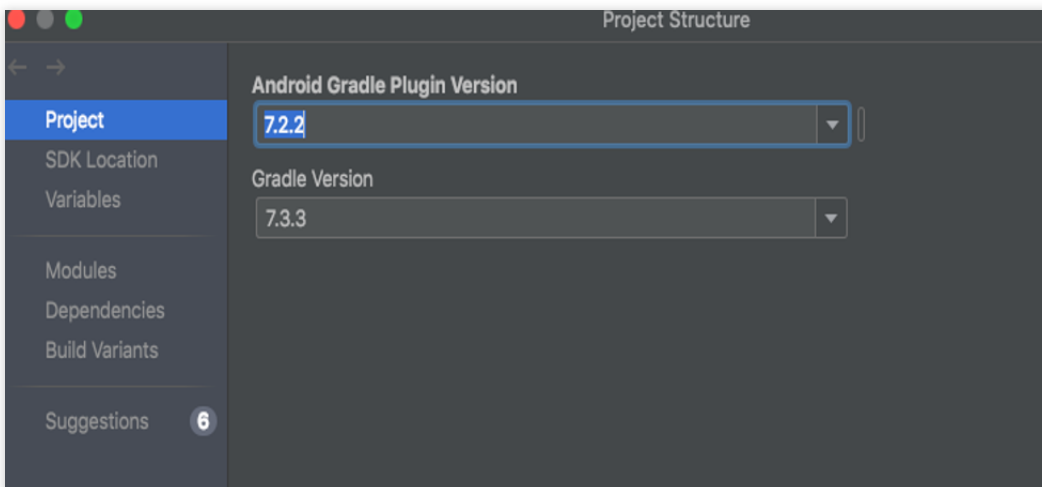 Project Structure
Project
SDK Location
Variables
Modules
Dependencies
Build Variants
Suggestions 6
Android Gradle Plugin Version
7.2.2
Gradle Version
7.3.3